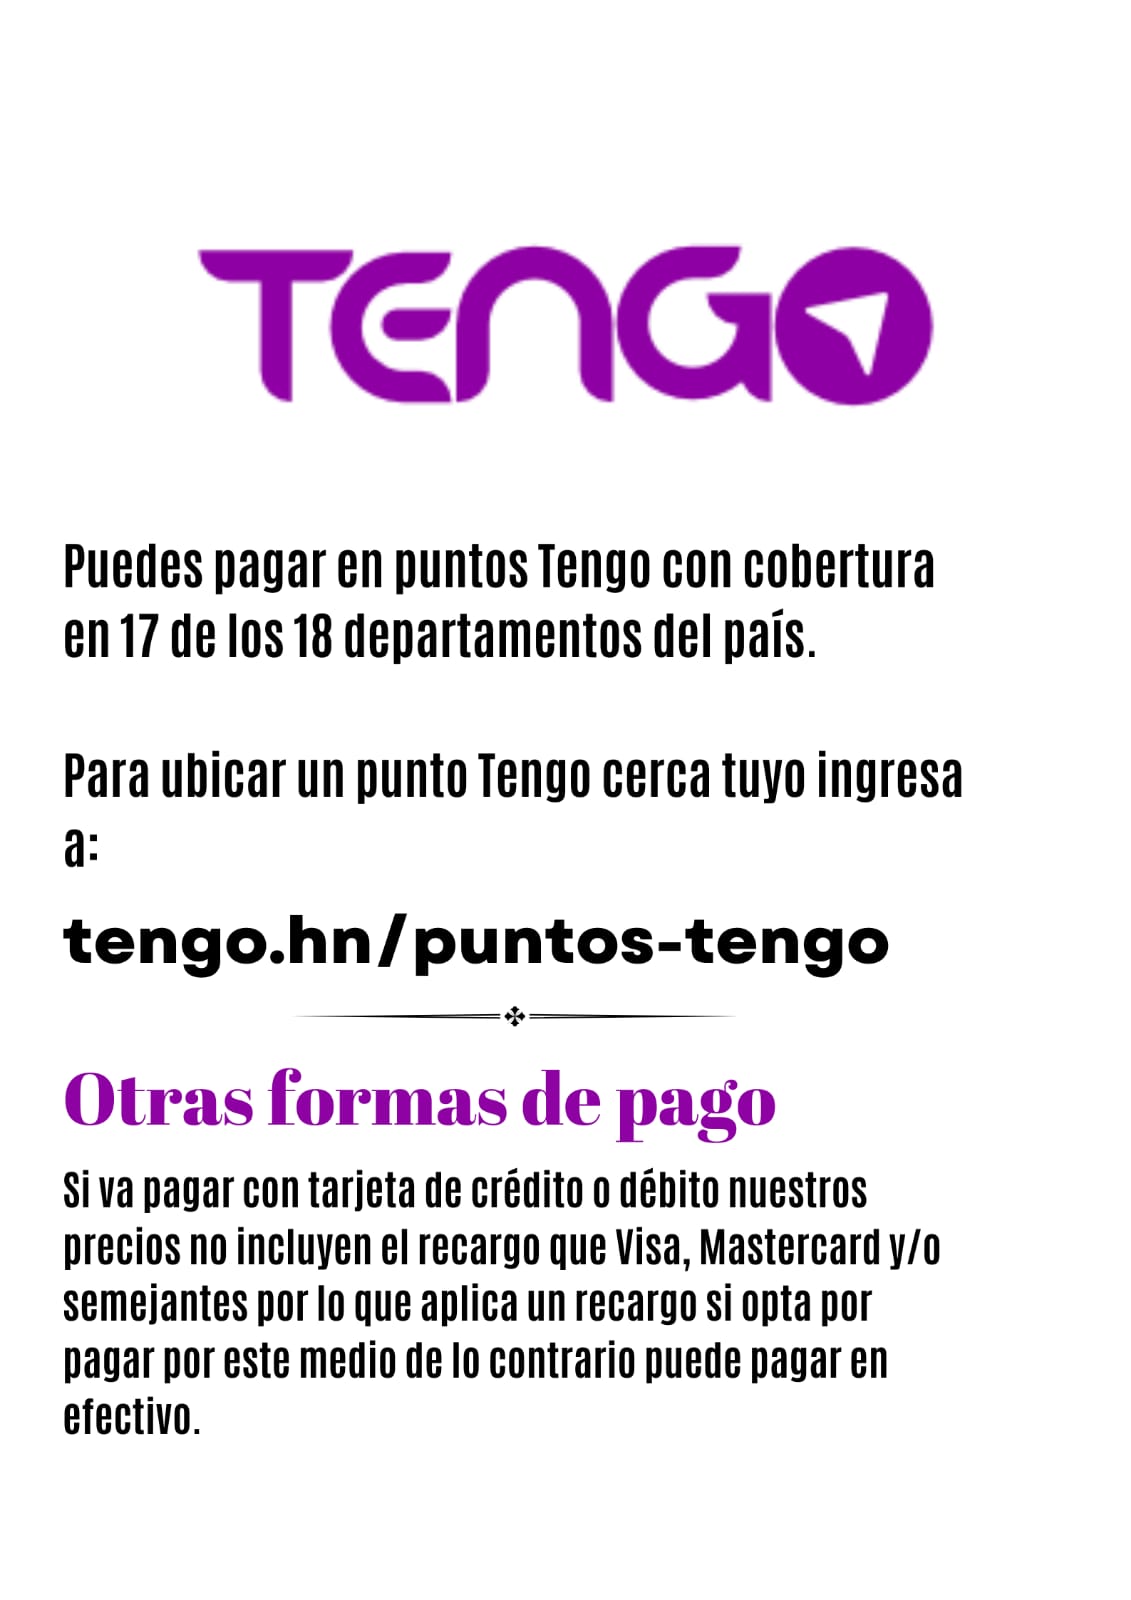 TENGO
Puedes pagar en puntos Tengo con cobertura
en 17 de los 18 departamentos del país.
Para ubicar un punto Tengo cerca tuyo ingresa
a:
tengo.hn/puntos-tengo
Otras formas de pago
Si va pagar con tarjeta de crédito o débito nuestros
precios no incluyen el recargo que Visa, Mastercard y/o
semejantes por lo que aplica un recargo si opta por
pagar por este medio de lo contrario puede pagar en
efectivo.